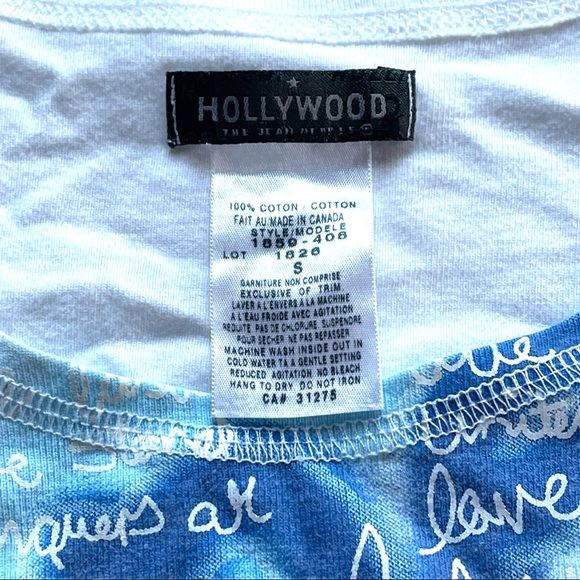 HOLLYWOOD
THE JEAN PEOPLE
100% COTON / COTTON
FAIT AU/MADE IN CANADA
STYLE/MODELE
1859-408
LOT 1826
S
GARNITURE NON COMPRISE
EXCLUSIVE OF TRIM
LAVER A L'ENVERS A LA MACHINE
A L'EAU FROIDE AVEC AGITATION
REDUITE PAS DE CHLORURE. SUSPENDRE
POUR SECHER NE PAS REPASSER
MACHINE WASH INSIDE OUT IN
COLD WATER TA A GENTLE SETTING
REDUCED AGITATION. NO BLEACH
HANG TO DRY DO NOT IRON
CA# 31275
love
love